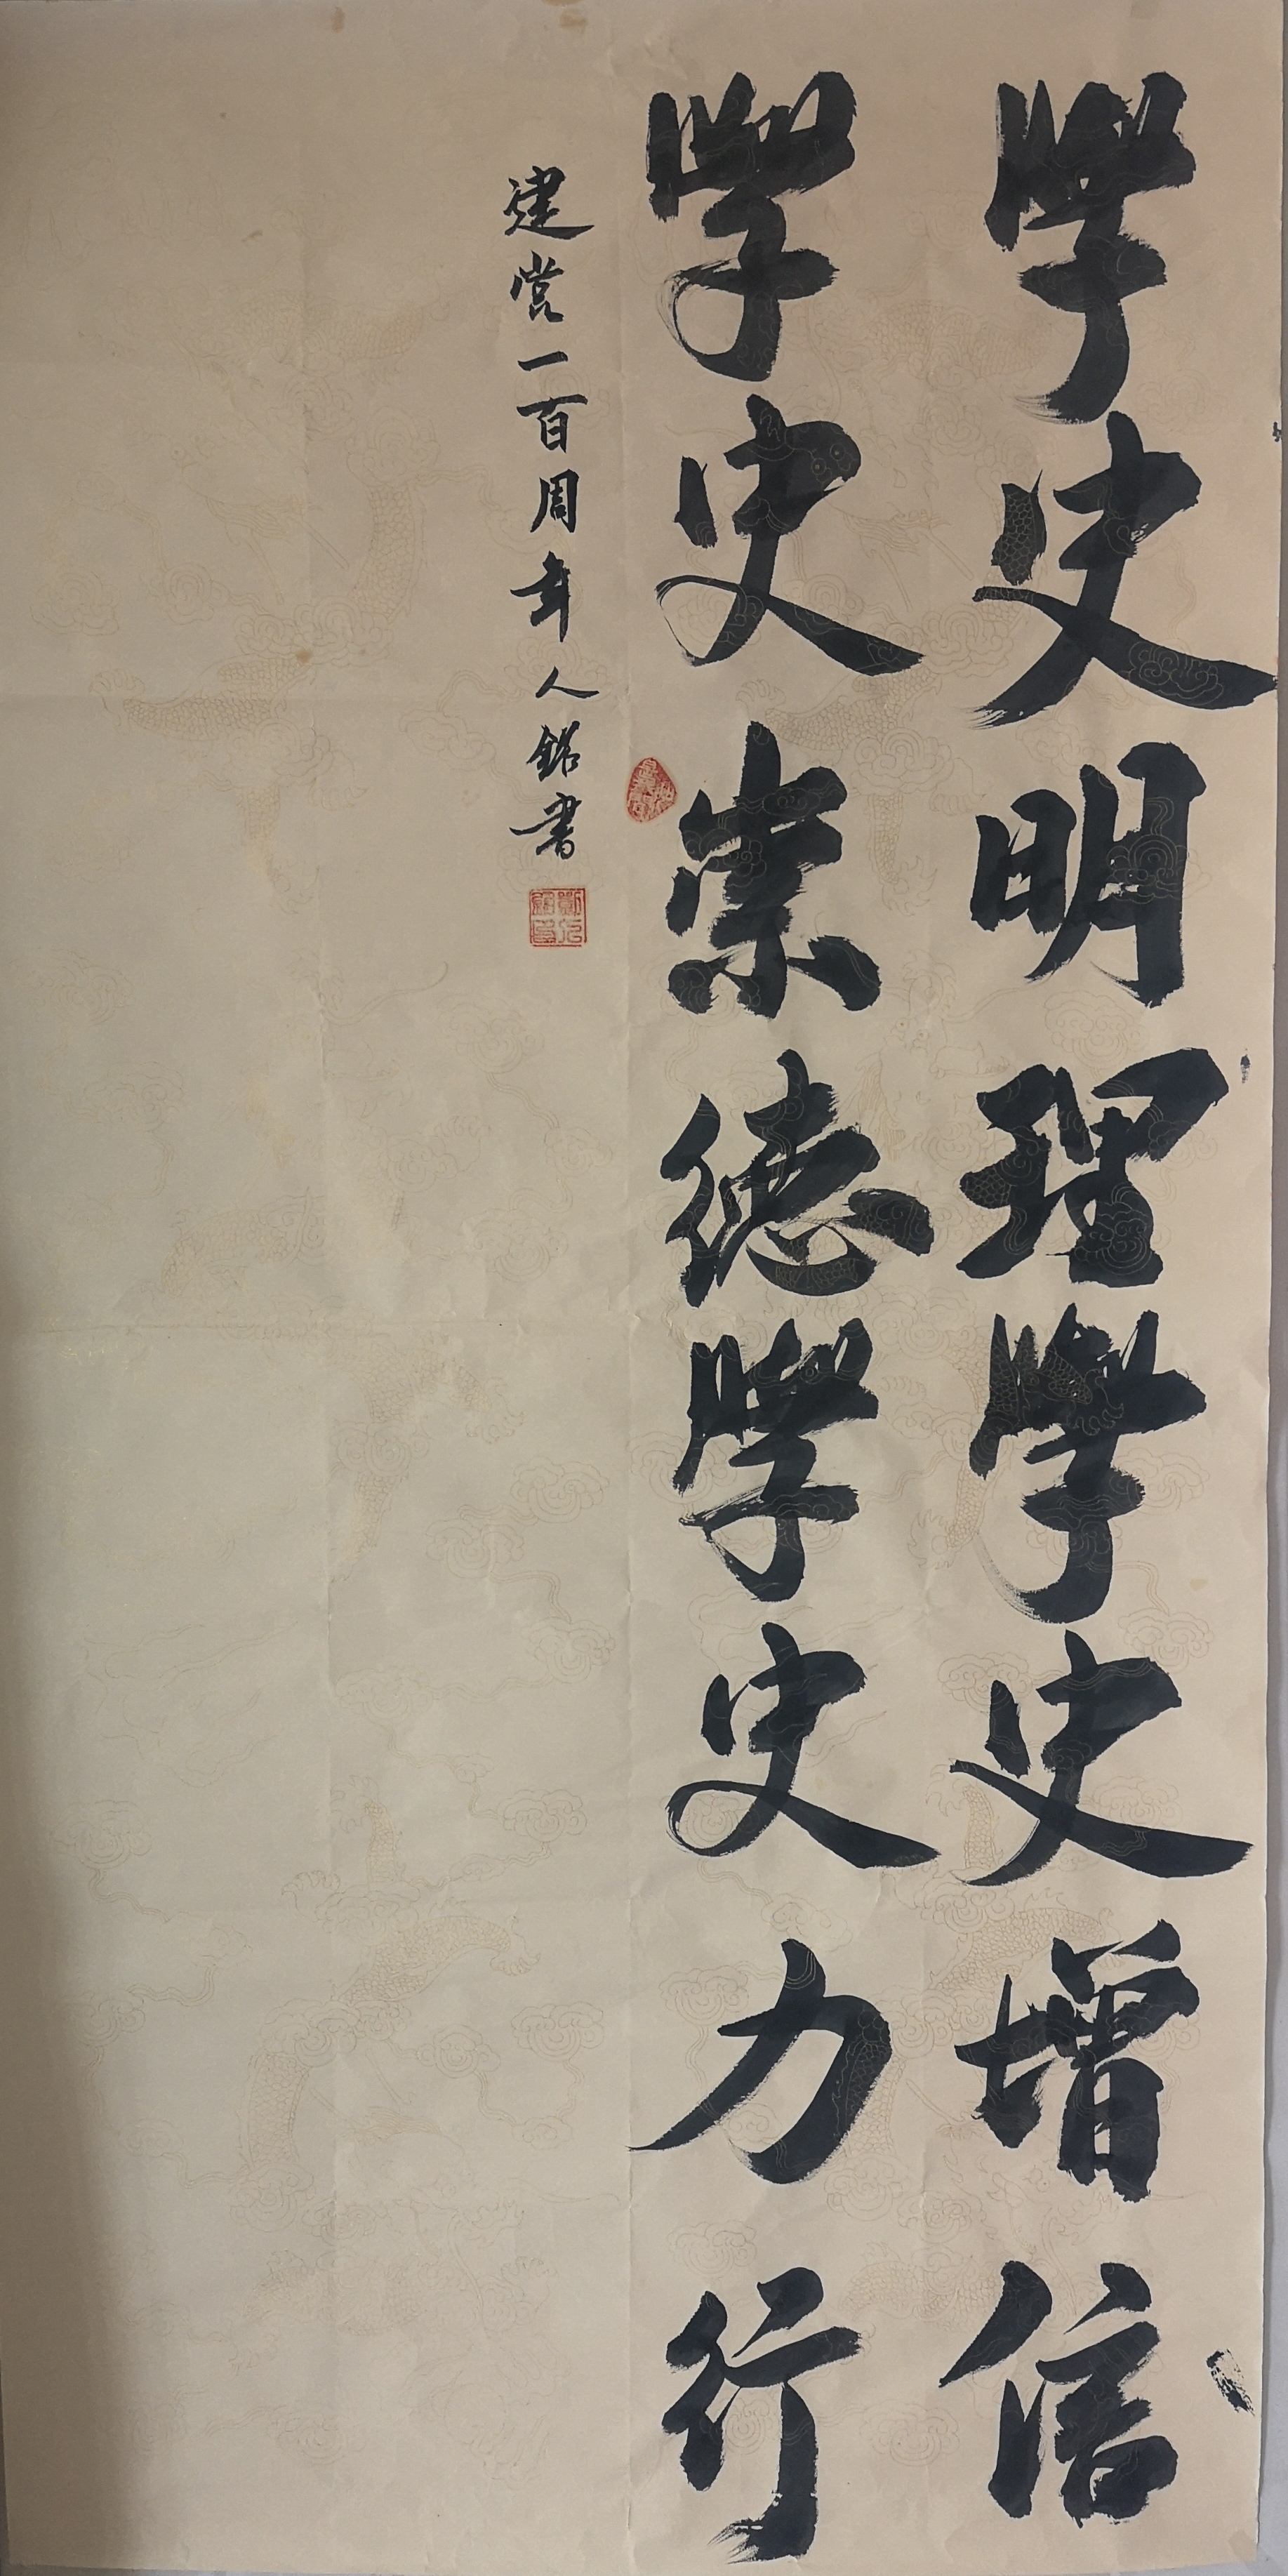 學史明理學史增信
學史崇德學史力行
建党一百周年人銘書